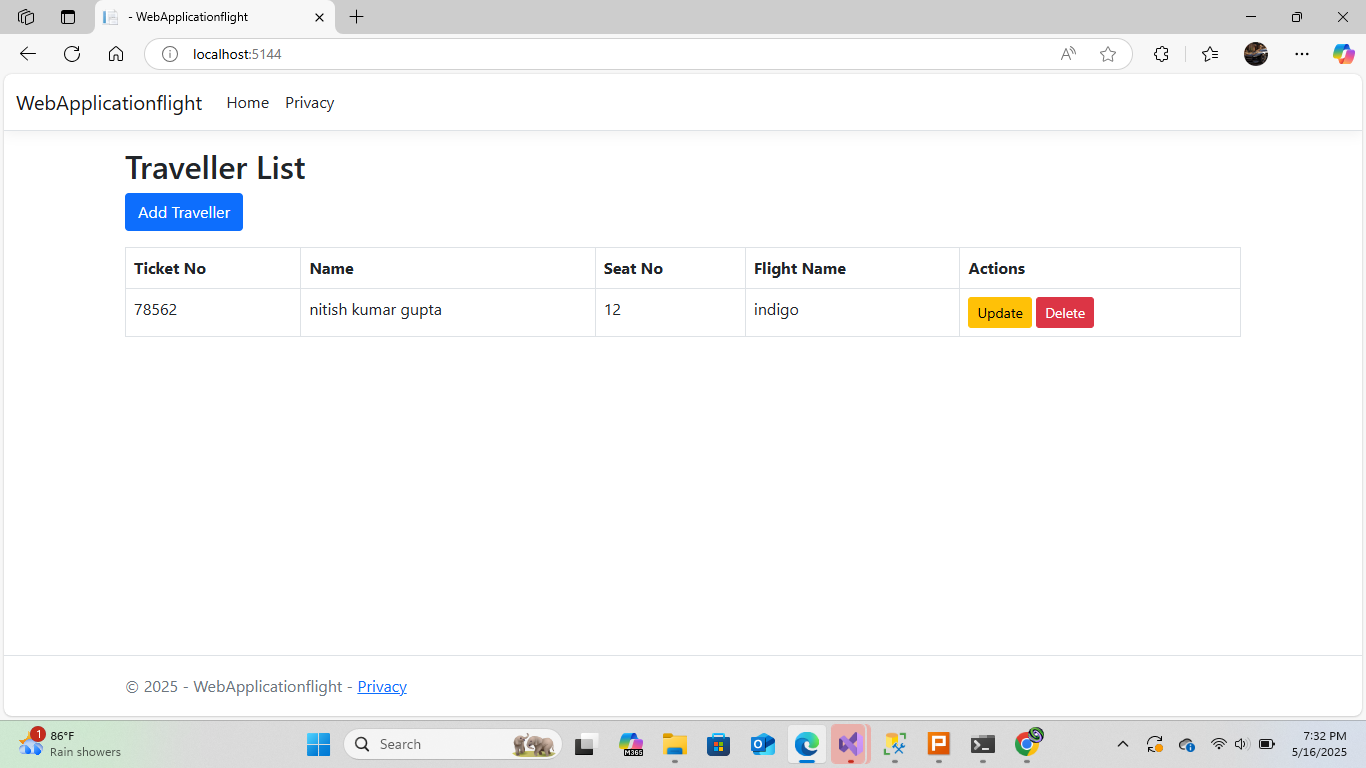 - WebApplicationflight
localhost:5144
WebApplicationflight Home Privacy
Traveller List
Add Traveller
Ticket No Name Seat No Flight Name Actions
78562 nitish kumar gupta 12 indigo Update Delete
© 2025 - WebApplicationflight - Privacy
1 86°F
Rain showers
Search
M365
7:32 PM
5/16/2025